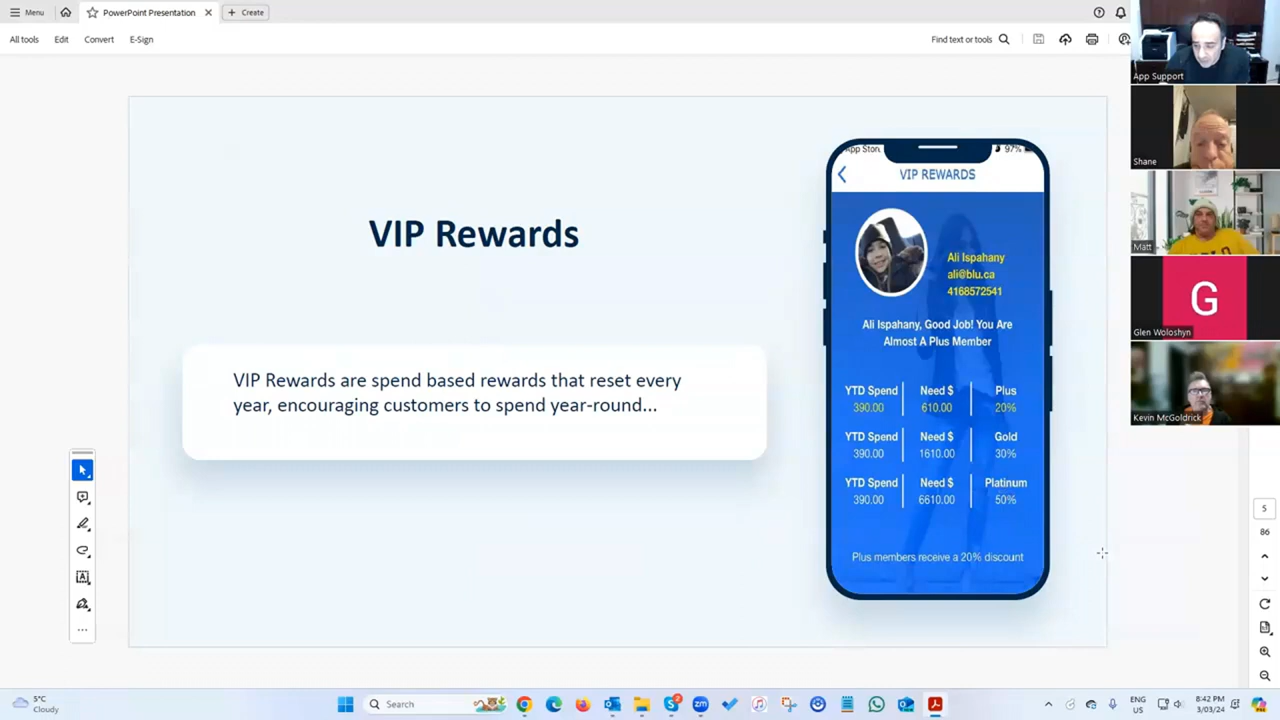 Menu
PowerPoint Presentation
Create
All tools
Edit
Convert
E-Sign
Find text or tools
VIP Rewards
VIP Rewards are spend based rewards that reset every
year, encouraging customers to spend year-round...
97%
VIP REWARDS
Ali Ispahany
ali@blu.ca
4168572541
Ali Ispahany, Good Job! You Are
Almost A Plus Member
YTD Spend Need $ Plus
390.00 610.00 20%
YTD Spend Need $ Gold
390.00 1610.00 30%
YTD Spend Need $ Platinum
390.00 6610.00 50%
Plus members receive a 20% discount
App Support
Shane
Matt
G
Glen Woloshyn
Kevin McGoldrick
5
86
5°C
Cloudy
Search
ENG
US
8:42 PM
3/03/24